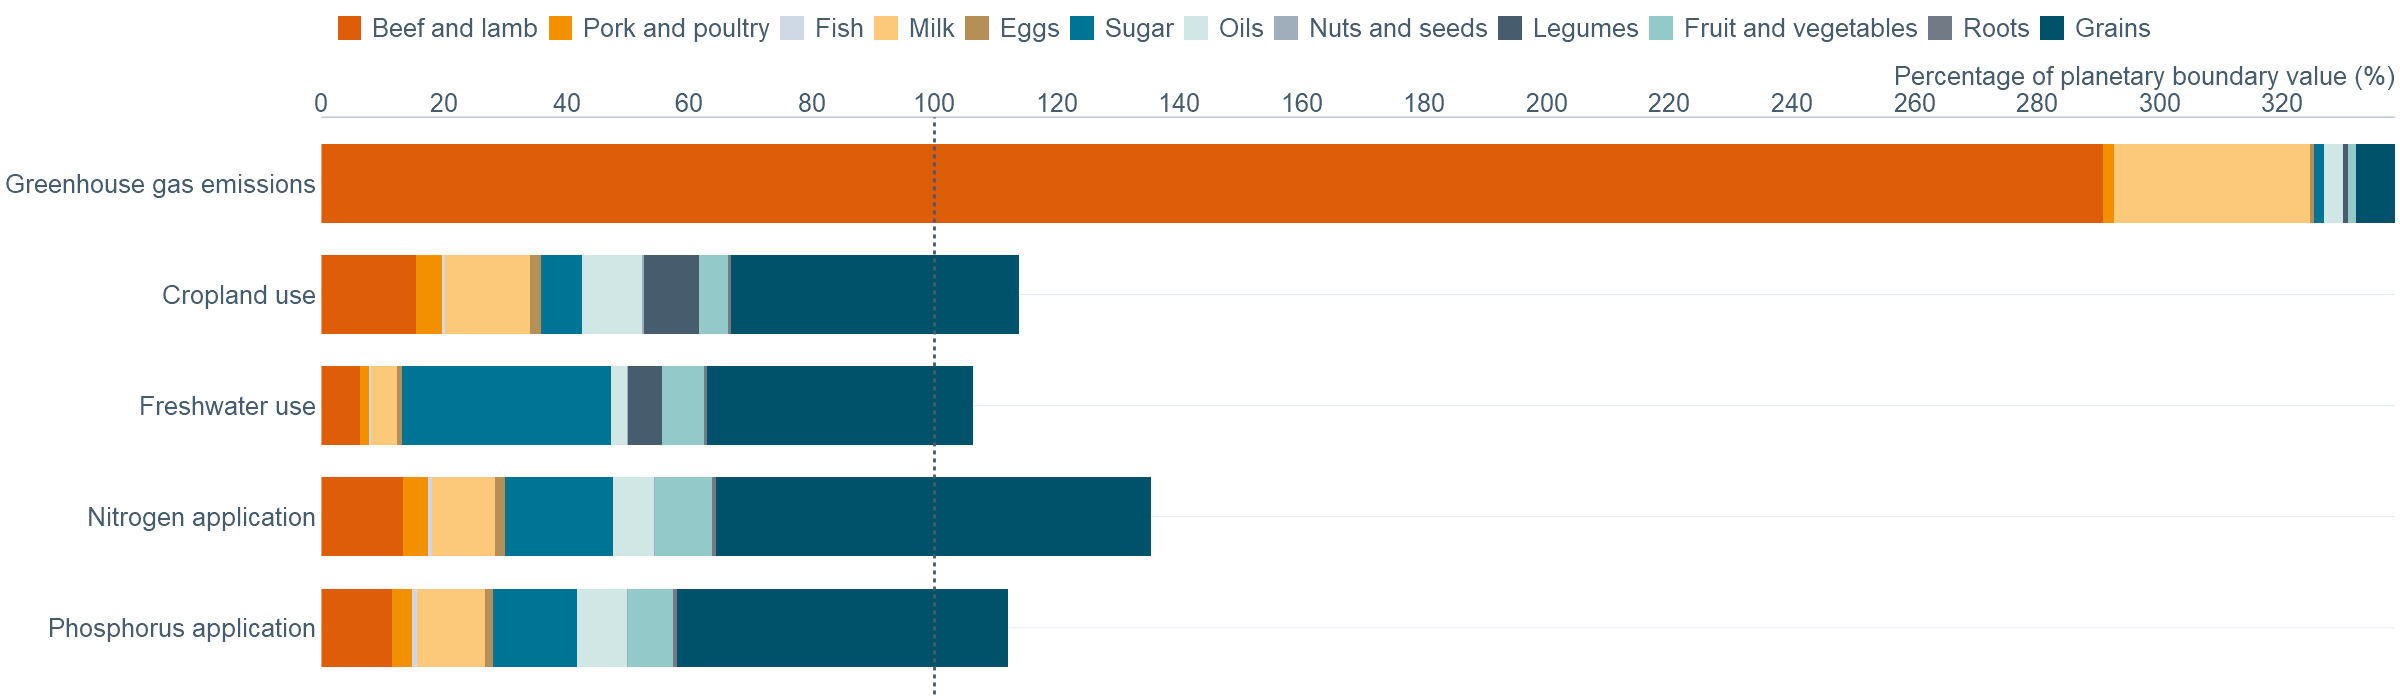 Beef and lamb Pork and poultry Fish Milk Eggs Sugar Oils Nuts and seeds Legumes Fruit and vegetables Roots Grains
Percentage of planetary boundary value (%)
0 20 40 60 80 100 120 140 160 180 200 220 240 260 280 300 320
Greenhouse gas emissions
Cropland use
Freshwater use
Nitrogen application
Phosphorus application